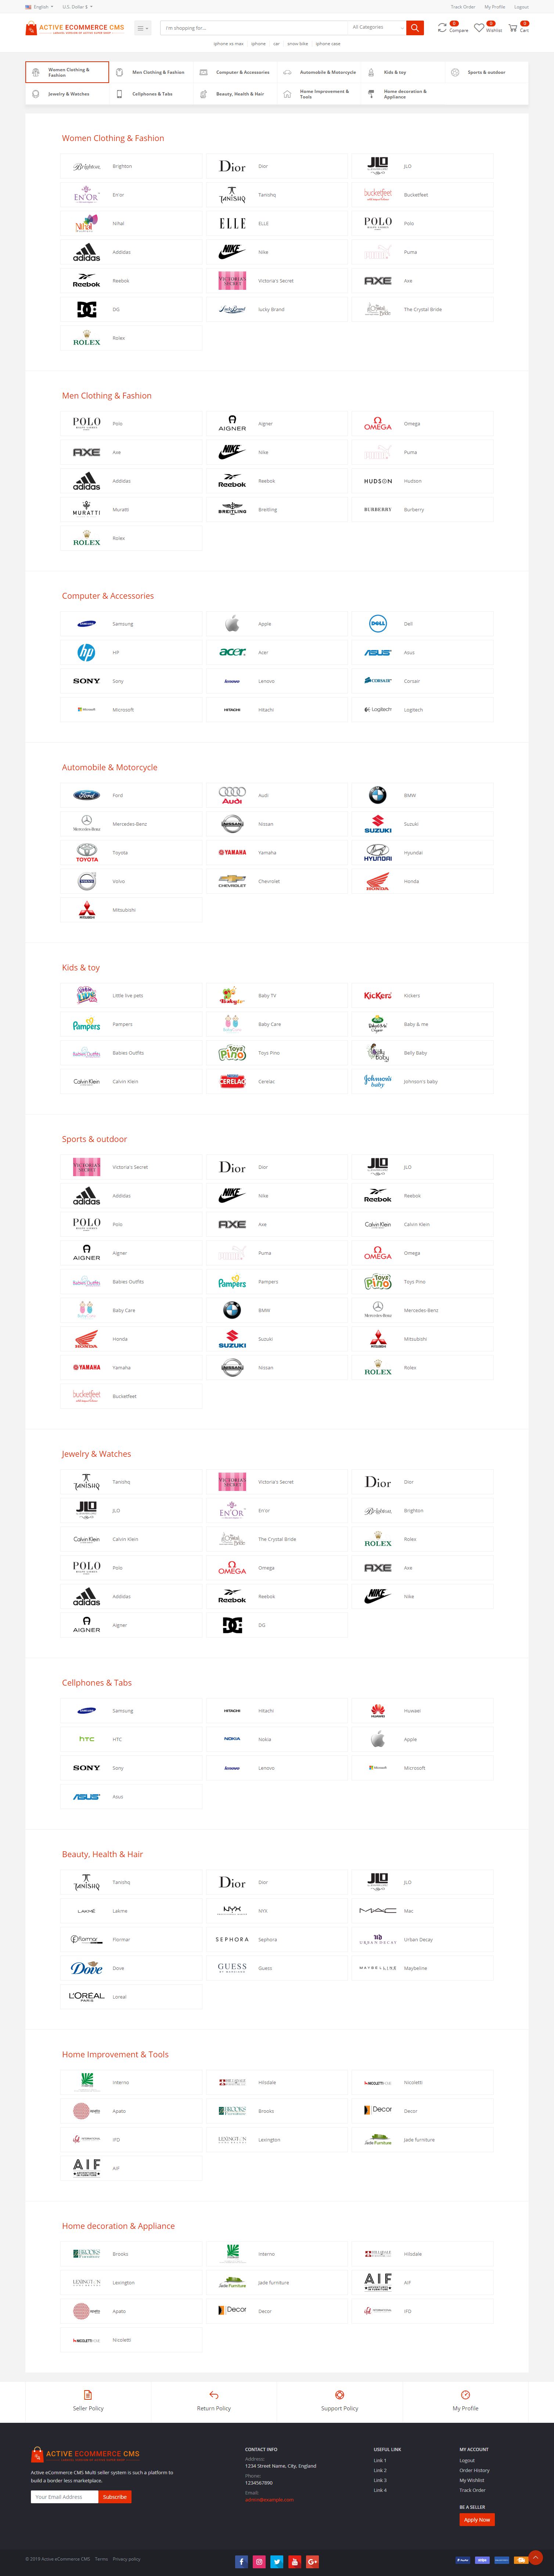 English
U.S. Dollar $
Track Order
My Profile
Logout
ACTIVE ECOMMERCE CMS
I'm shopping for...
All Categories
0
Compare
0
Wishlist
0
Cart
iphone xs max
iphone
car
snow bike
iphone case
Women Clothing & Fashion
Men Clothing & Fashion
Computer & Accessories
Automobile & Motorcycle
Kids & toy
Sports & outdoor
Jewelry & Watches
Cellphones & Tabs
Beauty, Health & Hair
Home Improvement & Tools
Home decoration & Appliance
Women Clothing & Fashion
Brighton
Dior
JLO
En'or
Tanishq
Bucketfeet
Nihal
ELLE
Polo
Addidas
Nike
Puma
Reebok
Victoria's Secret
Axe
DG
lucky Brand
The Crystal Bride
Rolex
Men Clothing & Fashion
Polo
Aigner
Omega
Axe
Nike
Puma
Addidas
Reebok
Hudson
Muratti
Breitling
Burberry
Rolex
Computer & Accessories
Samsung
Apple
Dell
HP
Acer
Asus
Sony
Lenovo
Corsair
Microsoft
Hitachi
Logitech
Automobile & Motorcycle
Ford
Audi
BMW
Mercedes-Benz
Nissan
Suzuki
Toyota
Yamaha
Hyundai
Volvo
Chevrolet
Honda
Mitsubishi
Kids & toy
Little live pets
Baby TV
Kickers
Pampers
Baby Care
Baby & me
Babies Outfits
Toys Pino
Belly Baby
Calvin Klein
Cerelac
Johnson's baby
Sports & outdoor
Victoria's Secret
Dior
JLO
Addidas
Nike
Reebok
Polo
Axe
Calvin Klein
Aigner
Puma
Omega
Babies Outfits
Pampers
Toys Pino
Baby Care
BMW
Mercedes-Benz
Honda
Suzuki
Mitsubishi
Yamaha
Nissan
Rolex
Bucketfeet
Jewelry & Watches
Tanishq
Victoria's Secret
Dior
JLO
En'or
Brighton
Calvin Klein
The Crystal Bride
Rolex
Polo
Omega
Axe
Addidas
Reebok
Nike
Aigner
DG
Cellphones & Tabs
Samsung
Hitachi
Huwaei
HTC
Nokia
Apple
Sony
Lenovo
Microsoft
Asus
Beauty, Health & Hair
Tanishq
Dior
JLO
Lakme
NYX
Mac
Flormar
Sephora
Urban Decay
Dove
Guess
Maybeline
Loreal
Home Improvement & Tools
Interno
Hilsdale
Nicoletti
Apato
Brooks
Decor
IFD
Lexington
Jade furniture
AIF
Home decoration & Appliance
Brooks
Interno
Hilsdale
Lexington
Jade furniture
AIF
Apato
Decor
IFD
Nicoletti
Seller Policy
Return Policy
Support Policy
My Profile
ACTIVE ECOMMERCE CMS
Active eCommerce CMS Multi seller system is such a platform to build a border less marketplace.
Your Email Address
Subscribe
CONTACT INFO
Address:
1234 Street Name, City, England
Phone:
1234567890
Email:
admin@example.com
USEFUL LINK
Link 1
Link 2
Link 3
Link 4
MY ACCOUNT
Logout
Order History
My Wishlist
Track Order
BE A SELLER
Apply Now
© 2019 Active eCommerce CMS
Terms
Privacy policy